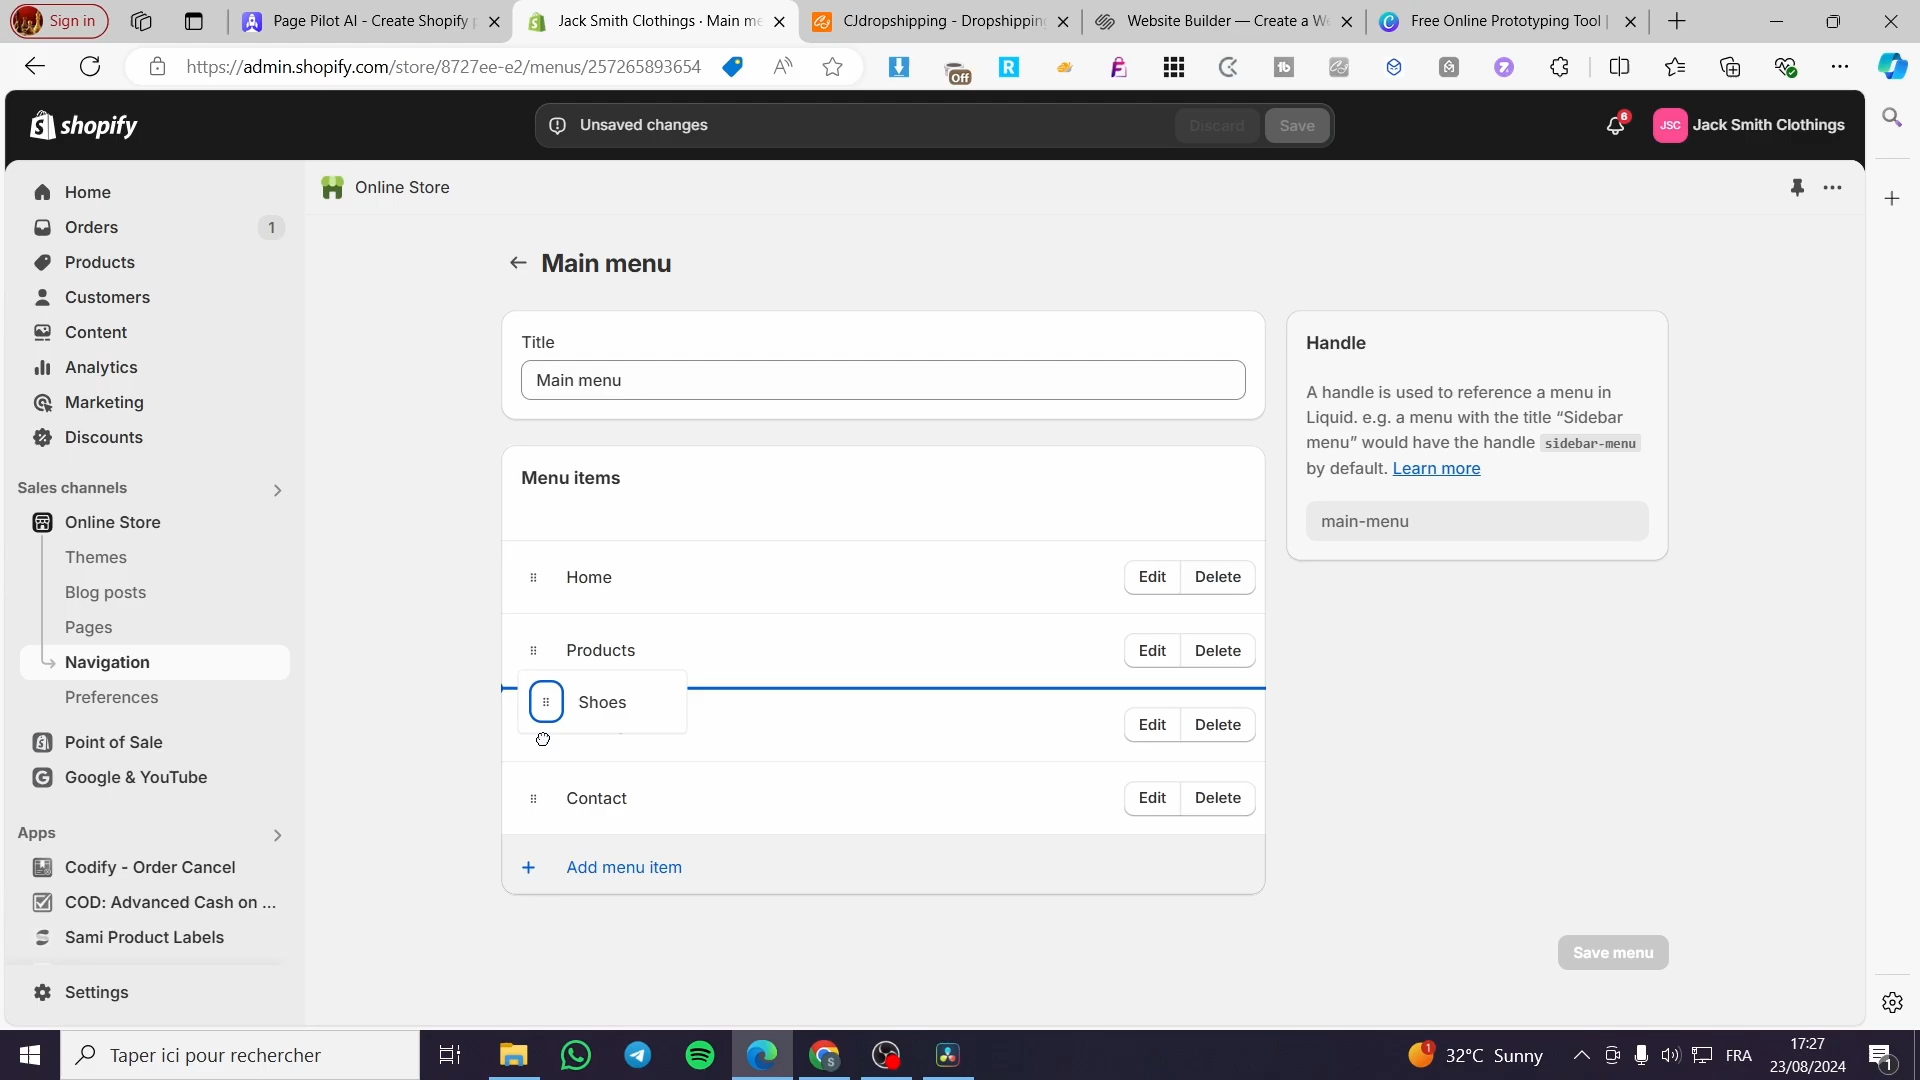 Sign in
Page Pilot AI - Create Shopify p
Jack Smith Clothings · Main me
CJdropshipping - Dropshippin
Website Builder — Create a We
Free Online Prototyping Tool |
https://admin.shopify.com/store/8727ee-e2/menus/257265893654
Off
shopify
Unsaved changes
Discard
Save
6
JSC
Jack Smith Clothings
Home
Orders
1
Products
Customers
Content
Analytics
Marketing
Discounts
Sales channels
Online Store
Themes
Blog posts
Pages
Navigation
Preferences
Point of Sale
Google & YouTube
Apps
Codify - Order Cancel
COD: Advanced Cash on ...
Sami Product Labels
Settings
Online Store
Main menu
Title
Main menu
Menu items
Home
Edit
Delete
Products
Edit
Delete
Shoes
Edit
Delete
Contact
Edit
Delete
Add menu item
Handle
A handle is used to reference a menu in
Liquid. e.g. a menu with the title “Sidebar
menu” would have the handle sidebar-menu
by default. Learn more
main-menu
Save menu
Taper ici pour rechercher
1
32°C Sunny
FRA
17:27
23/08/2024
1